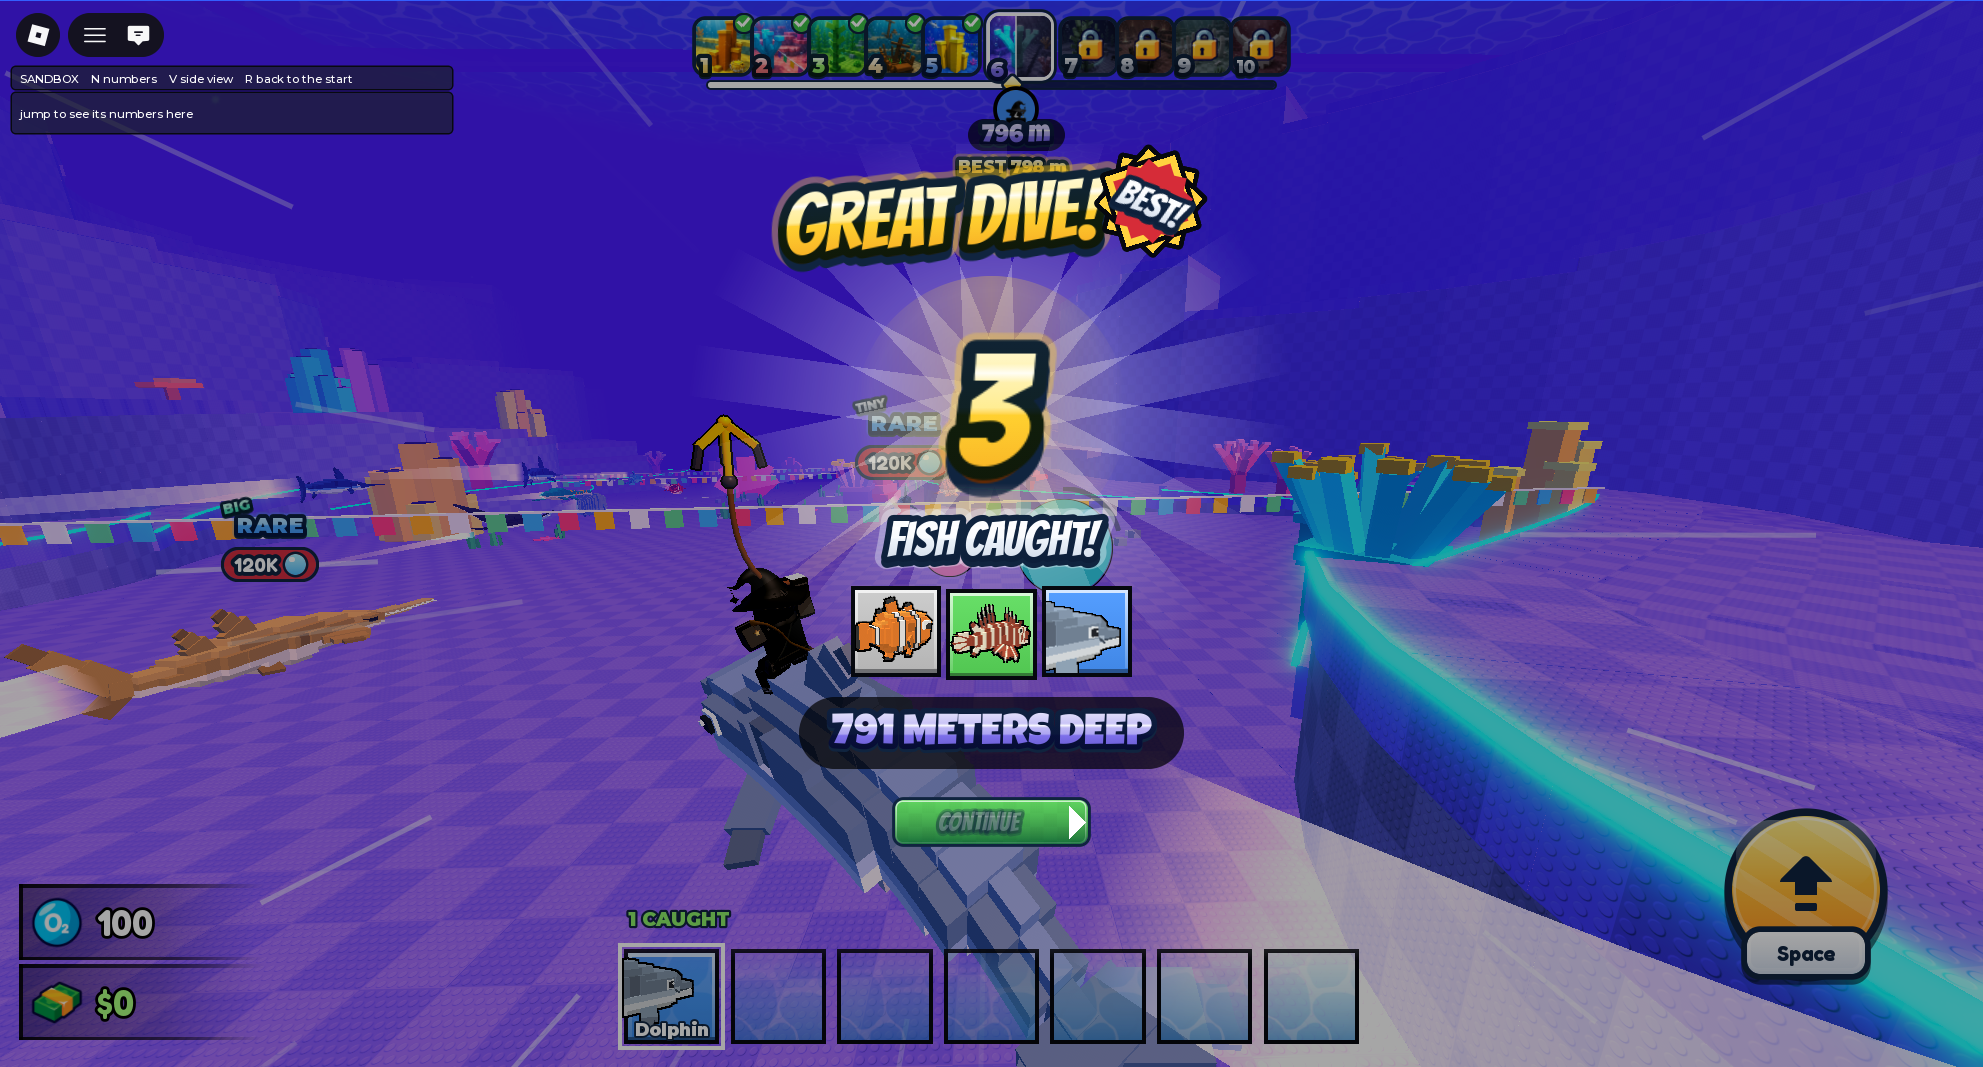 SANDBOX N numbers V side view R back to the start
jump to see its numbers here
1 2 3 4 5 6 7 8 9 10
796 m
BEST 798 m
GREAT DIVE!
BEST!
3
TINY
RARE
120K
FISH CAUGHT!
BIG
RARE
120K
791 METERS DEEP
CONTINUE
O2 100
$0
1 CAUGHT
Dolphin
Space